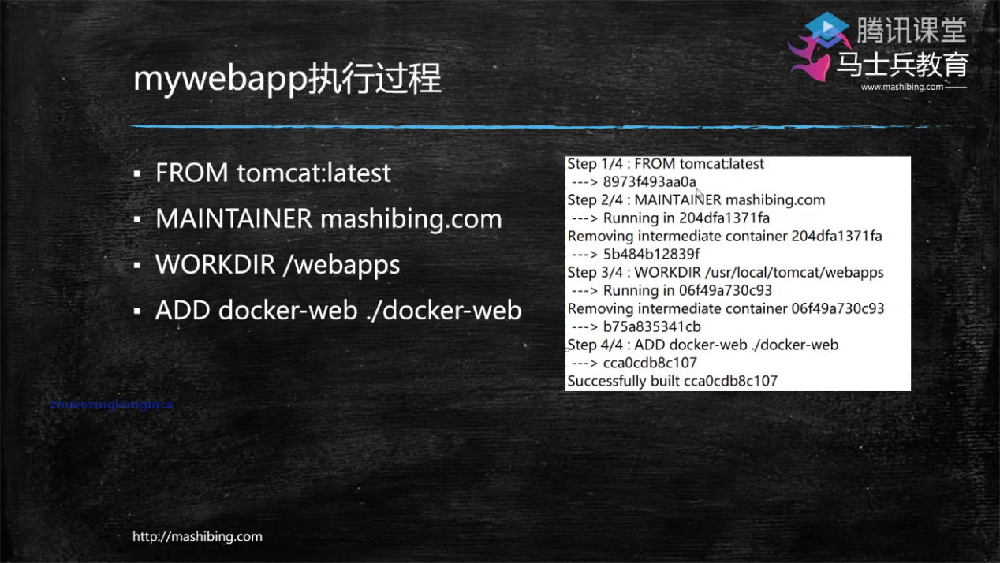 腾讯课堂
马士兵教育
www.mashibing.com
mywebapp执行过程
▪ FROM tomcat:latest
▪ MAINTAINER mashibing.com
▪ WORKDIR /webapps
▪ ADD docker-web ./docker-web
Step 1/4 : FROM tomcat:latest
---> 8973f493aa0a
Step 2/4 : MAINTAINER mashibing.com
---> Running in 204dfa1371fa
Removing intermediate container 204dfa1371fa
---> 5b484b12839f
Step 3/4 : WORKDIR /usr/local/tomcat/webapps
---> Running in 06f49a730c93
Removing intermediate container 06f49a730c93
---> b75a835341cb
Step 4/4 : ADD docker-web ./docker-web
---> cca0cdb8c107
Successfully built cca0cdb8c107
zhukexingkongmca
http://mashibing.com